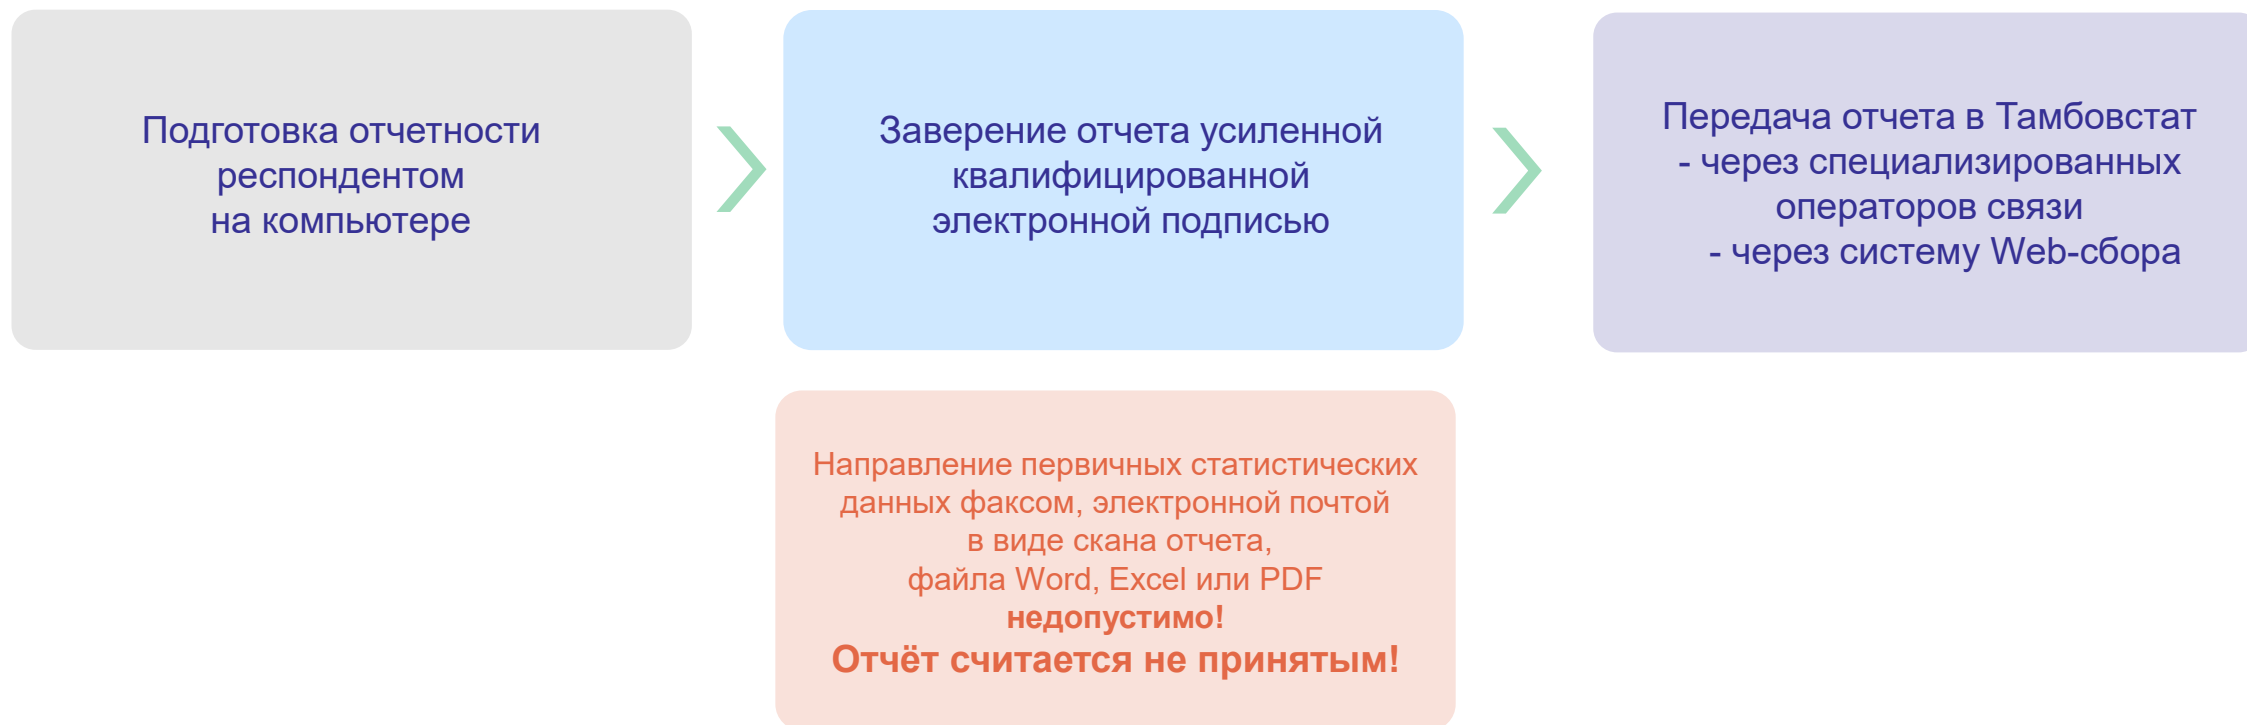 Подготовка отчетности
респондентом
на компьютере
Заверение отчета усиленной
квалифицированной
электронной подписью
Передача отчета в Тамбовстат
- через специализированных
операторов связи
- через систему Web-сбора
Направление первичных статистических
данных факсом, электронной почтой
в виде скана отчета,
файла Word, Excel или PDF
недопустимо!
Отчёт считается не принятым!